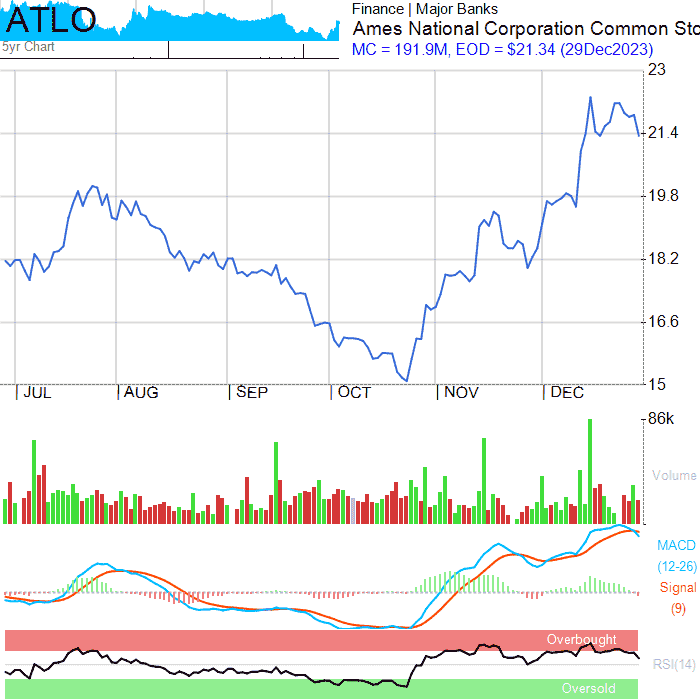 ATLO
5yr Chart
Finance | Major Banks
Ames National Corporation Common Sto
MC = 191.9M, EOD = $21.34 (29Dec2023)
23
21.4
19.8
18.2
16.6
15
JUL AUG SEP OCT NOV DEC
86k
Volume
MACD
(12-26)
Signal
(9)
Overbought
RSI(14)
Oversold